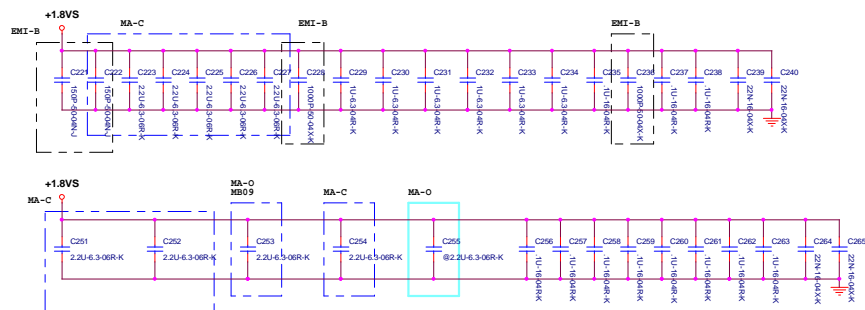 +1.8VS
EMI-B
MA-C
EMI-B
EMI-B
C221
C222
C223
C224
C225
C226
C227
C228
C229
C230
C231
C232
C233
C234
C235
C236
C237
C238
C239
C240
150P-50-04N-J
150P-50-04N-J
2.2U-6.3-06R-K
2.2U-6.3-06R-K
2.2U-6.3-06R-K
2.2U-6.3-06R-K
2.2U-6.3-06R-K
1000P-50-04X-K
1U-6.3-04R-K
1U-6.3-04R-K
1U-6.3-04R-K
1U-6.3-04R-K
1U-6.3-04R-K
1U-6.3-04R-K
.1U-16-04R-K
1000P-50-04X-K
.1U-16-04R-K
.1U-16-04R-K
22N-16-04X-K
22N-16-04X-K
+1.8VS
MA-C
MA-O
MB09
MA-C
MA-O
C251
C252
C253
C254
C255
C256
C257
C258
C259
C260
C261
C262
C263
C264
C265
2.2U-6.3-06R-K
2.2U-6.3-06R-K
2.2U-6.3-06R-K
2.2U-6.3-06R-K
@2.2U-6.3-06R-K
.1U-16-04R-K
.1U-16-04R-K
.1U-16-04R-K
.1U-16-04R-K
.1U-16-04R-K
.1U-16-04R-K
.1U-16-04R-K
.1U-16-04R-K
22N-16-04X-K
22N-16-04X-K